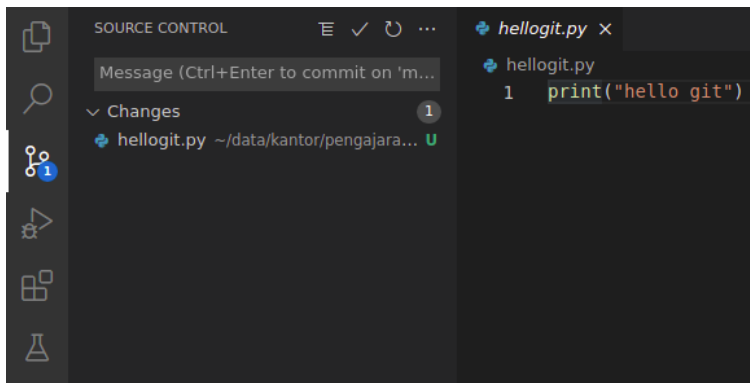 SOURCE CONTROL
Message (Ctrl+Enter to commit on 'm...
Changes
1
hellogit.py ~/data/kantor/pengajara... U
1
hellogit.py
hellogit.py
1 print("hello git")